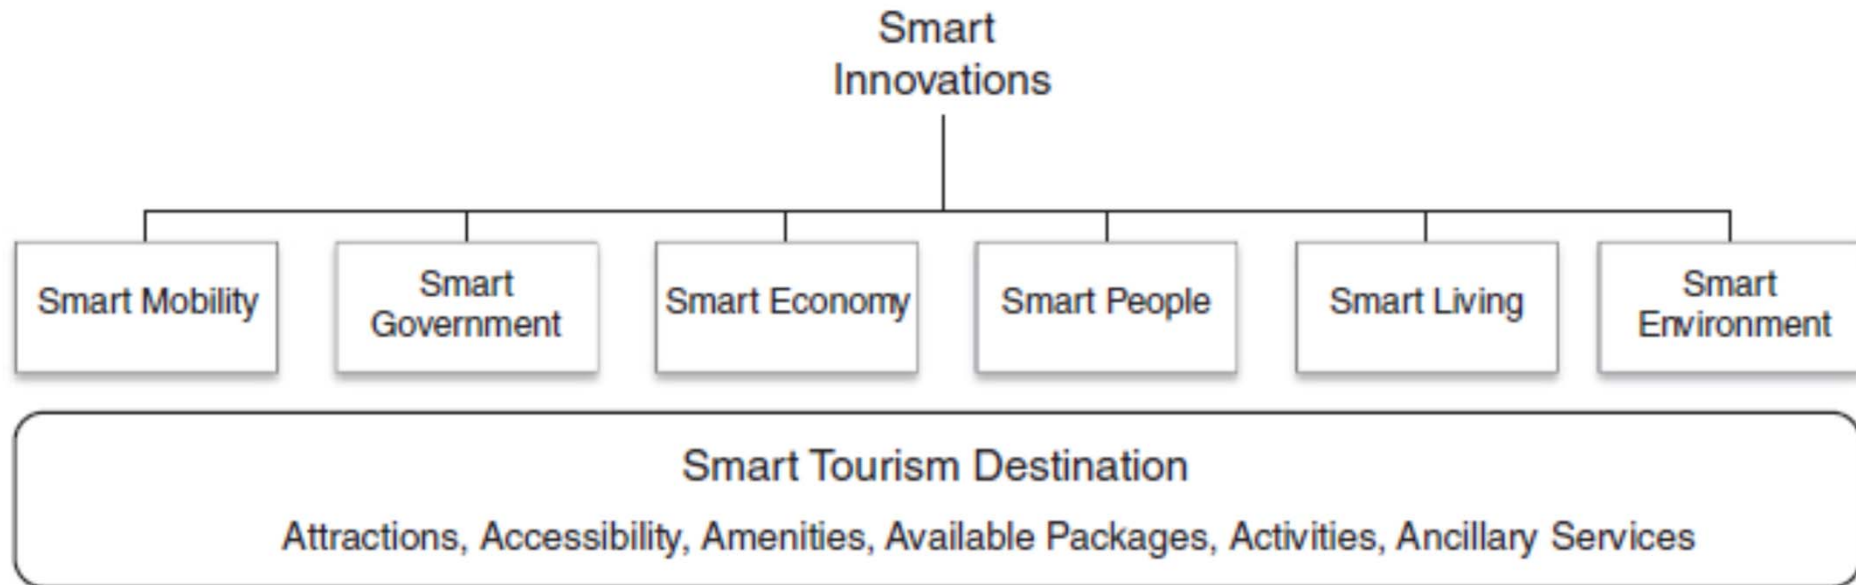 Smart
Innovations
Smart Mobility
Smart
Government
Smart Economy
Smart People
Smart Living
Smart
Environment
Smart Tourism Destination
Attractions, Accessibility, Amenities, Available Packages, Activities, Ancillary Services